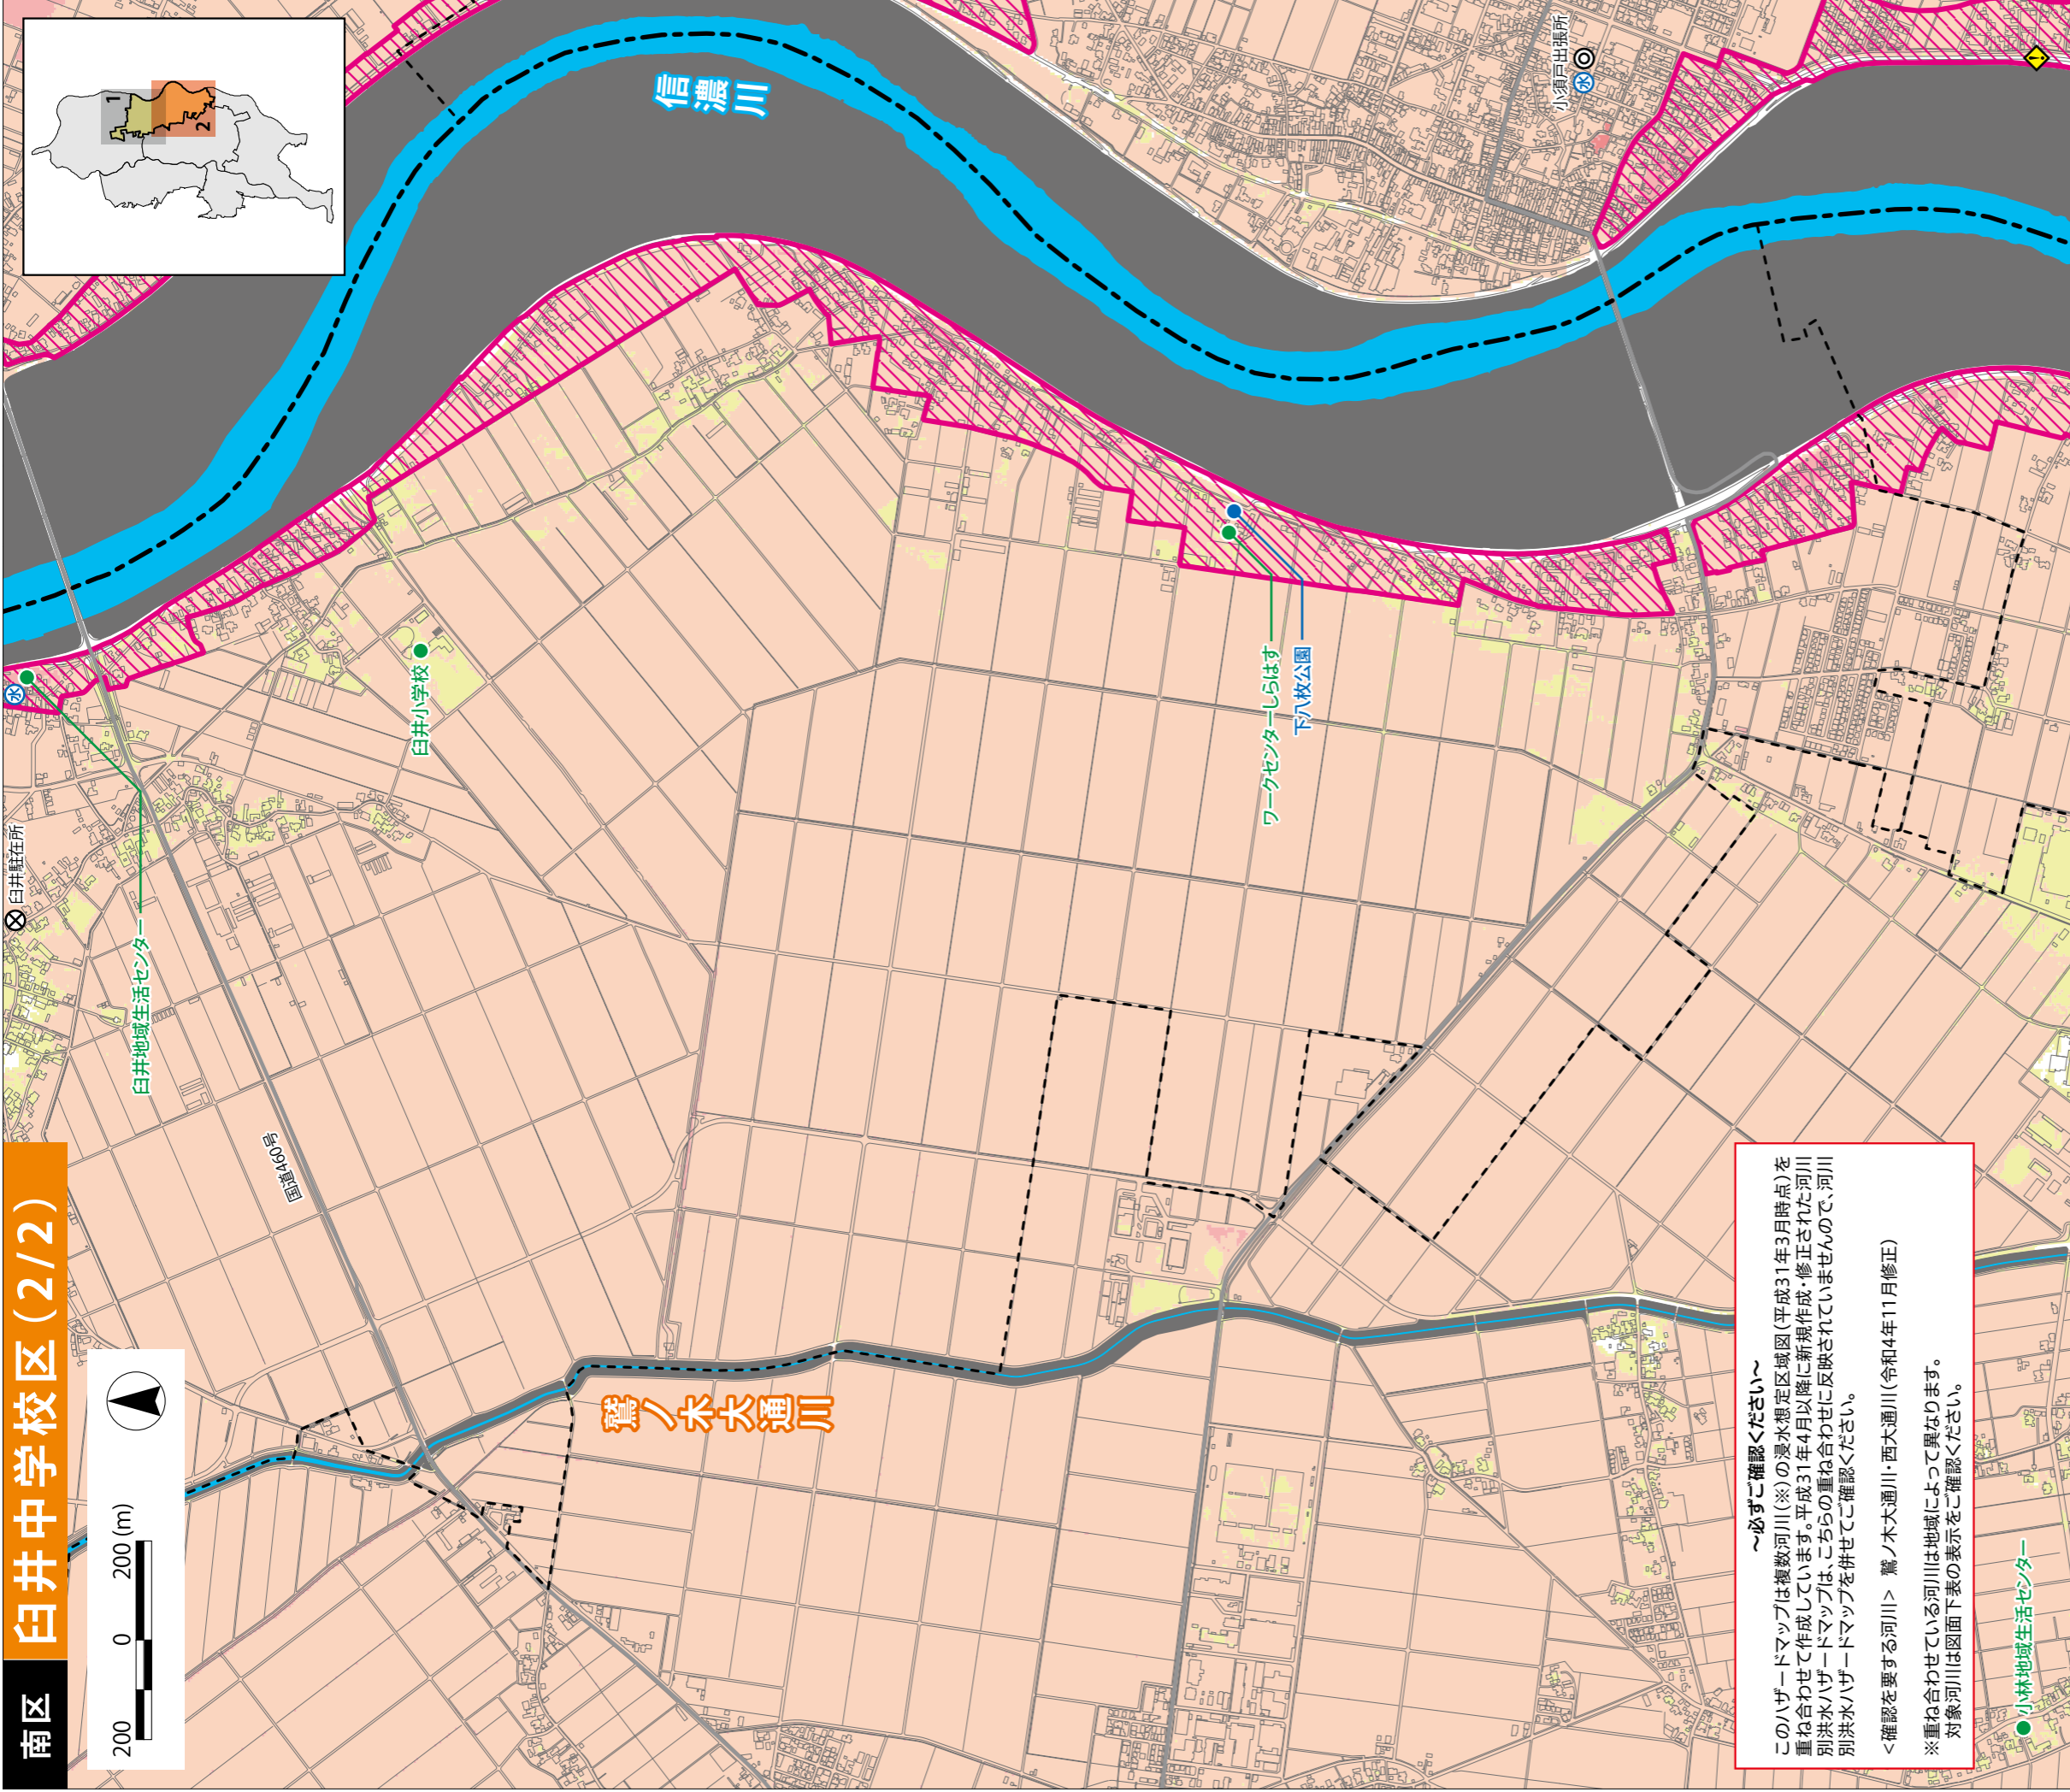 南区
臼井中学校区(2/2)
200
0
200(m)
1
2
信濃川
水
小須戸出張所
水
臼井駐在所
臼井地域生活センター
臼井小学校
国道460号
ワークセンターしらはす
下八枚公園
鷲ノ木大通川
～必ずご確認ください～
このハザードマップは複数河川(※)の浸水想定区域図(平成31年3月時点)を
重ね合わせて作成しています。平成31年4月以降に新規作成・修正された河川
別洪水ハザードマップは、こちらの重ね合わせに反映されていませんので、河川
別洪水ハザードマップを併せてご確認ください。
<確認を要する河川> 鷲ノ木大通川・西大通川(令和4年11月修正)
※重ね合わせている河川は地域によって異なります。
対象河川は図面下表の表示をご確認ください。
小林地域生活センター